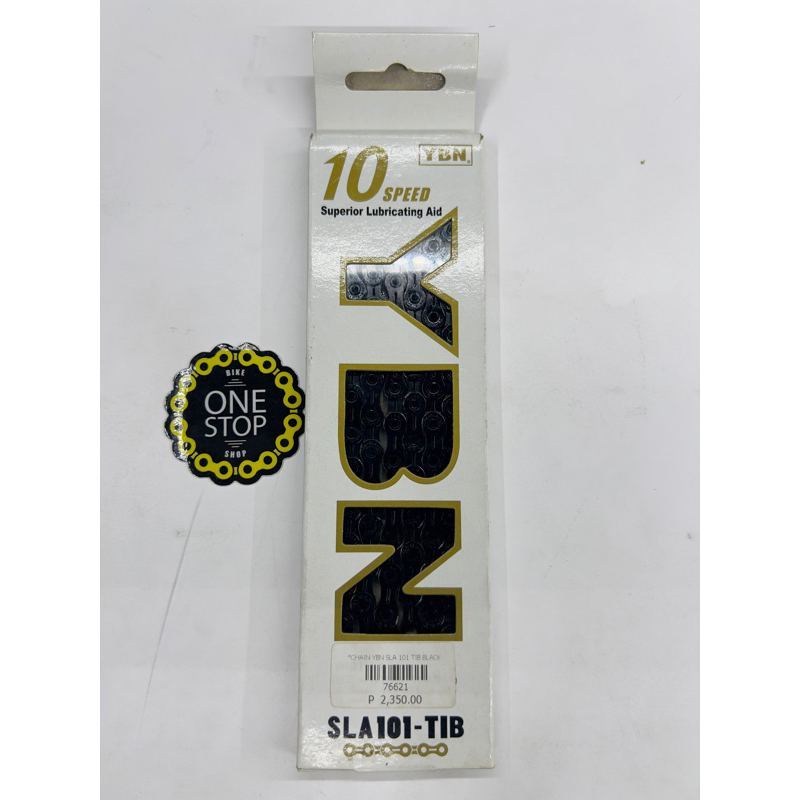 YBN
10 SPEED
Superior Lubricating Aid
YBN
BIKE
ONE
STOP
SHOP
*CHAIN YBN SLA 101 TIB BLACK
76621
P 2,350.00
SLA101-TIB